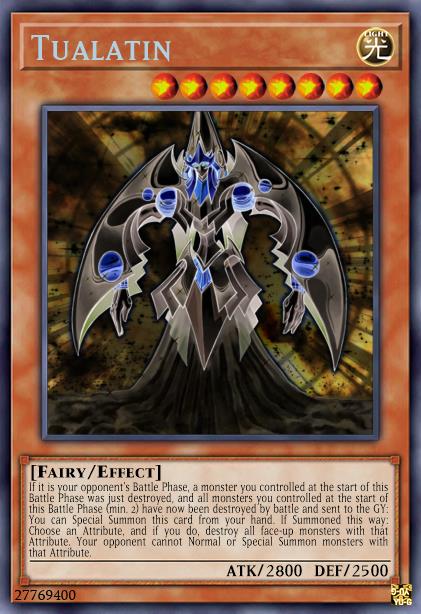 Tualatin
LIGHT
光
[Fairy/Effect]
If it is your opponent's Battle Phase, a monster you controlled at the start of this
Battle Phase was just destroyed, and all monsters you controlled at the start of
this Battle Phase (min. 2) have now been destroyed by battle and sent to the GY:
You can Special Summon this card from your hand. If Summoned this way:
Choose an Attribute, and if you do, destroy all face-up monsters with that
Attribute. Your opponent cannot Normal or Special Summon monsters with
that Attribute.
ATK/2800 DEF/2500
27769400